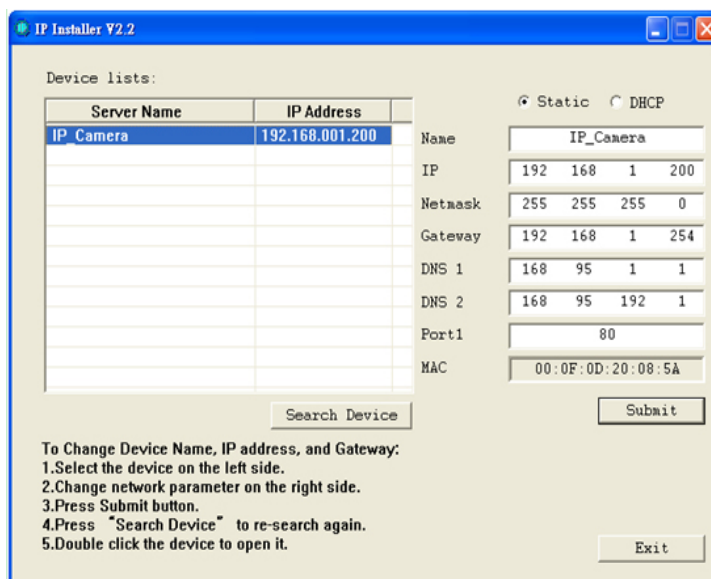 IP Installer V2.2
Device lists:
Server Name IP Address
IP_Camera 192.168.001.200
Static DHCP
Name IP_Camera
IP 192 168 1 200
Netmask 255 255 255 0
Gateway 192 168 1 254
DNS 1 168 95 1 1
DNS 2 168 95 192 1
Port1 80
MAC 00:0F:0D:20:08:5A
Search Device
Submit
To Change Device Name, IP address, and Gateway:
1.Select the device on the left side.
2.Change network parameter on the right side.
3.Press Submit button.
4.Press “Search Device” to re-search again.
5.Double click the device to open it.
Exit